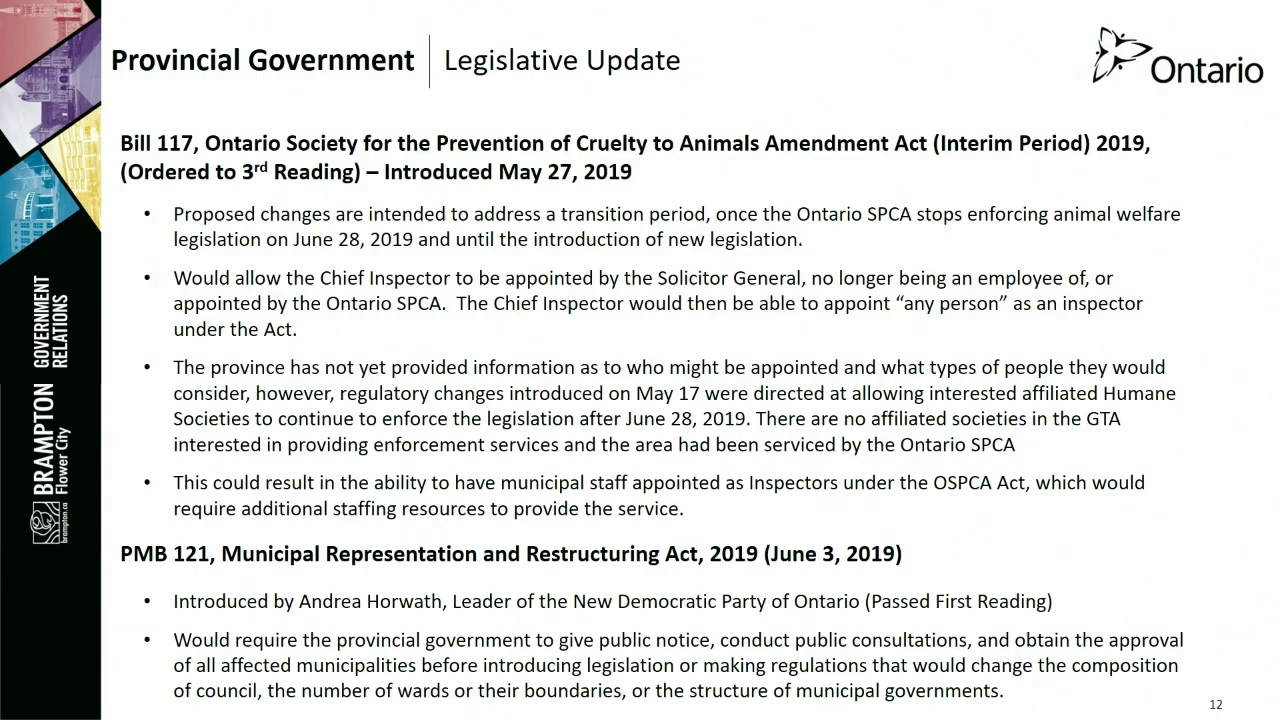 Provincial Government | Legislative Update
Ontario
Bill 117, Ontario Society for the Prevention of Cruelty to Animals Amendment Act (Interim Period) 2019,
(Ordered to 3rd Reading) – Introduced May 27, 2019
• Proposed changes are intended to address a transition period, once the Ontario SPCA stops enforcing animal welfare
legislation on June 28, 2019 and until the introduction of new legislation.
• Would allow the Chief Inspector to be appointed by the Solicitor General, no longer being an employee of, or
appointed by the Ontario SPCA.  The Chief Inspector would then be able to appoint “any person” as an inspector
under the Act.
• The province has not yet provided information as to who might be appointed and what types of people they would
consider, however, regulatory changes introduced on May 17 were directed at allowing interested affiliated Humane
Societies to continue to enforce the legislation after June 28, 2019. There are no affiliated societies in the GTA
interested in providing enforcement services and the area had been serviced by the Ontario SPCA
• This could result in the ability to have municipal staff appointed as Inspectors under the OSPCA Act, which would
require additional staffing resources to provide the service.
PMB 121, Municipal Representation and Restructuring Act, 2019 (June 3, 2019)
• Introduced by Andrea Horwath, Leader of the New Democratic Party of Ontario (Passed First Reading)
• Would require the provincial government to give public notice, conduct public consultations, and obtain the approval
of all affected municipalities before introducing legislation or making regulations that would change the composition
of council, the number of wards or their boundaries, or the structure of municipal governments.
12
GOVERNMENT
RELATIONS
BRAMPTON
Flower City
brampton.ca